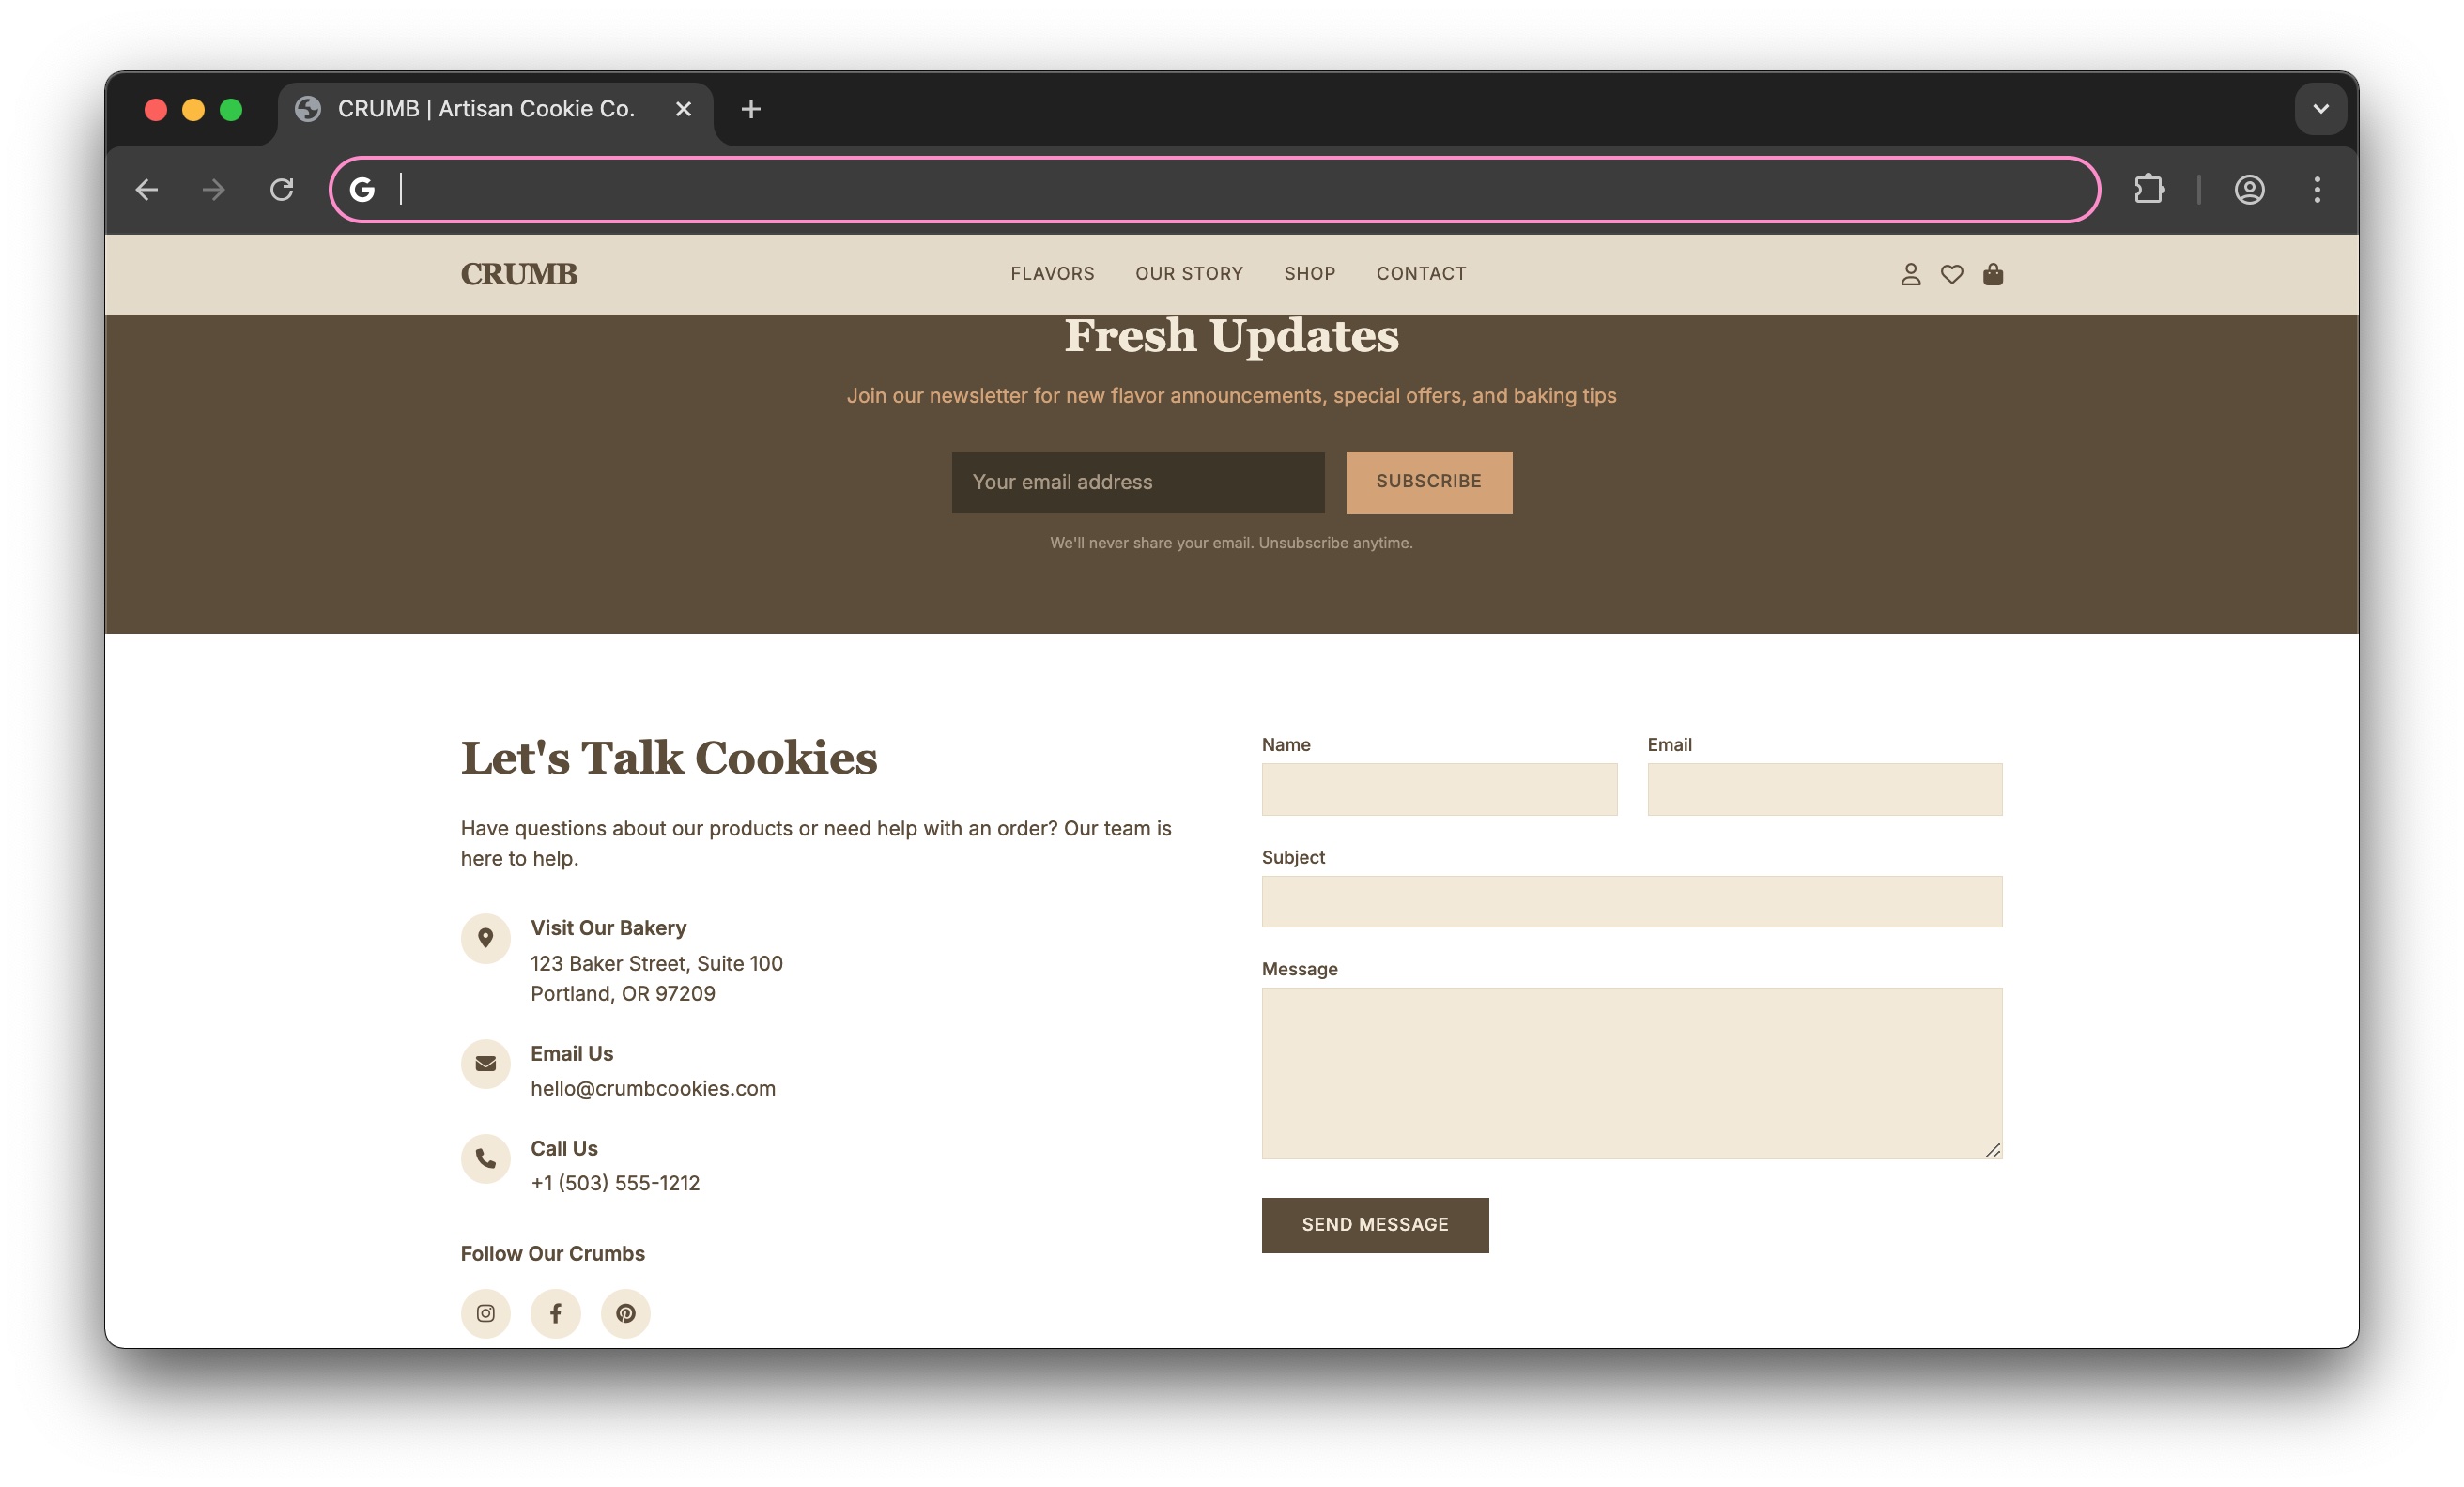 CRUMB | Artisan Cookie Co.
CRUMB
FLAVORS OUR STORY SHOP CONTACT
Fresh Updates
Join our newsletter for new flavor announcements, special offers, and baking tips
Your email address
SUBSCRIBE
We'll never share your email. Unsubscribe anytime.
Let's Talk Cookies
Have questions about our products or need help with an order? Our team is
here to help.
Visit Our Bakery
123 Baker Street, Suite 100
Portland, OR 97209
Email Us
hello@crumbcookies.com
Call Us
+1 (503) 555-1212
Follow Our Crumbs
Name
Email
Subject
Message
SEND MESSAGE